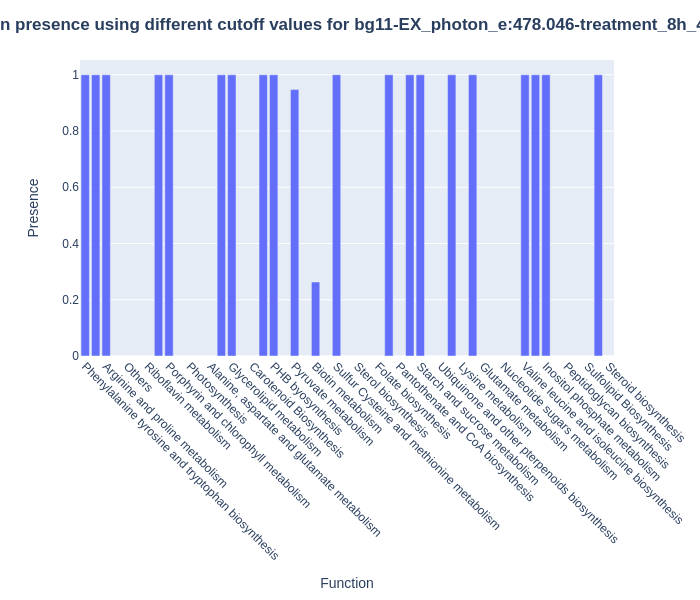 n presence using different cutoff values for bg11-EX_photon_e:478.046-treatment_8h_4
1
0.8
0.6
0.4
0.2
0
Presence
Phenylalanine tyrosine and tryptophan biosynthesis
Arginine and proline metabolism
Others
Riboflavin metabolism
Porphyrin and chlorophyll metabolism
Photosynthesis
Alanine, aspartate and glutamate metabolism
Glycerolipid metabolism
Carotenoid Biosynthesis
PHB byosynthesis
Pyruvate metabolism
Biotin metabolism
Sulfur Cysteine and methionine metabolism
Sterol biosynthesis
Folate biosynthesis
Pantothenate and CoA biosynthesis
Starch and sucrose metabolism
Ubiquinone and other pterpenoids biosynthesis
Lysine metabolism
Glutamate metabolism
Nucleotide sugars metabolism
Valine leucine and isoleucine biosynthesis
Inositol phosphate metabolism
Peptidoglycan biosynthesis
Sulfolipid Biosynthesis
Steroid biosynthesis
Function